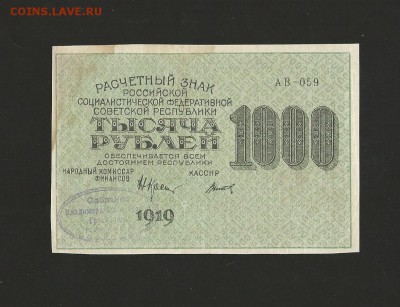 COINS.LAVE.RU
РАСЧЕТНЫЙ ЗНАК
РОССИЙСКОЙ
СОЦИАЛИСТИЧЕСКОЙ ФЕДЕРАТИВНОЙ
СОВЕТСКОЙ РЕСПУБЛИКИ
АВ-059
ТЫСЯЧА
РУБЛЕЙ
1000
ОБЕСПЕЧИВАЕТСЯ ВСЕМ
ДОСТОЯНИЕМ РЕСПУБЛИКИ
НАРОДНЫЙ КОМИССАР
ФИНАНСОВ
КАССИР
1919